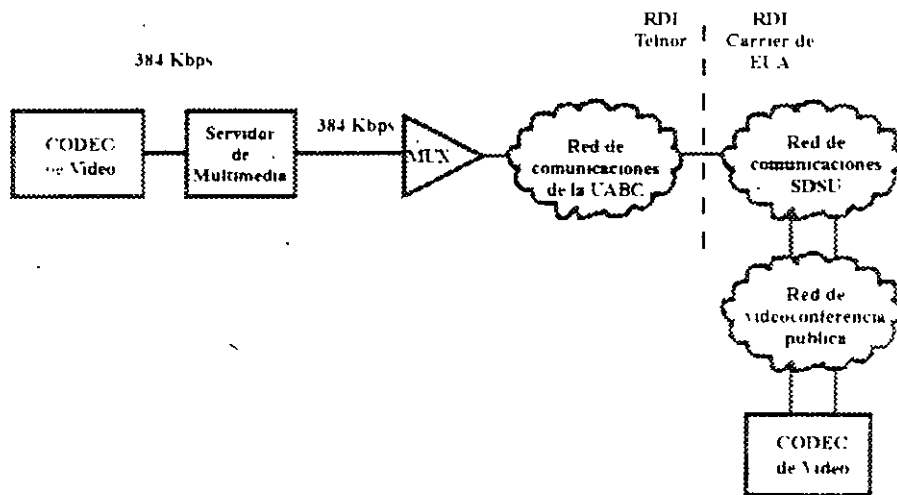 RDI
Telnor
RDI
Carrier de
EUA
384 Kbps
384 Kbps
CODEC
de Video
Servidor
de
Multimedia
MUX
Red de
comunicaciones
de la UABC
Red de
comunicaciones
SDSU
Red de
videoconferencia
publica
CODEC
de Video